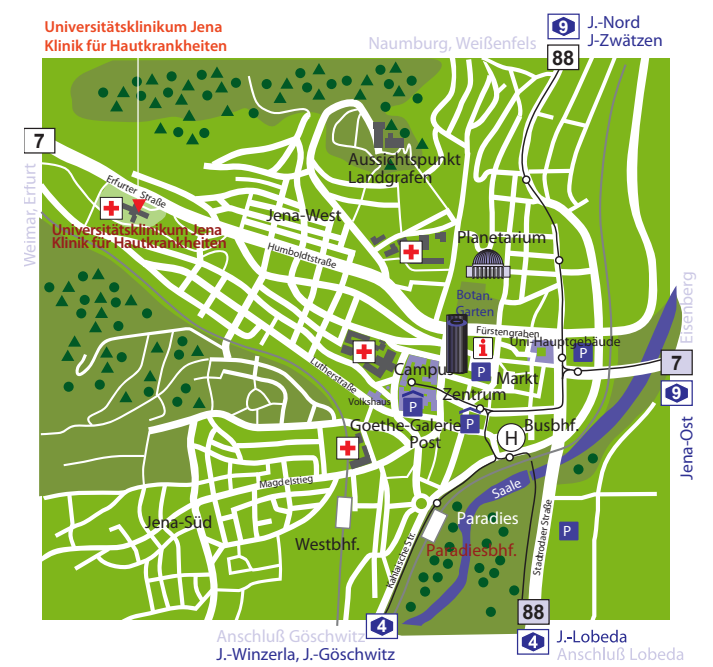 Universitätsklinikum Jena
Klinik für Hautkrankheiten
Naumburg, Weißenfels
9
J.-Nord
J-Zwätzen
88
7
Weimar, Erfurt
Erfurter Straße
Universitätsklinikum Jena
Klinik für Hautkrankheiten
Aussichtspunkt
Landgrafen
Jena-West
Humboldtstraße
Planetarium
Botan.
Garten
Fürstengraben
i
Uni-Hauptgebäude
P
Eisenberg
7
9
Jena-Ost
Lutherstraße
Campus
P
Markt
Volkshaus
P
Zentrum
Goethe-Galerie
P
Post
H
Busbhf.
Magdelstieg
Saale
Jena-Süd
Westbhf.
Kahlaische Str.
Paradies
Paradiesbhf.
Stadtrodaer Straße
P
88
Anschluß Göschwitz
4
J.-Winzerla, J.-Göschwitz
4
J.-Lobeda
Anschluß Lobeda